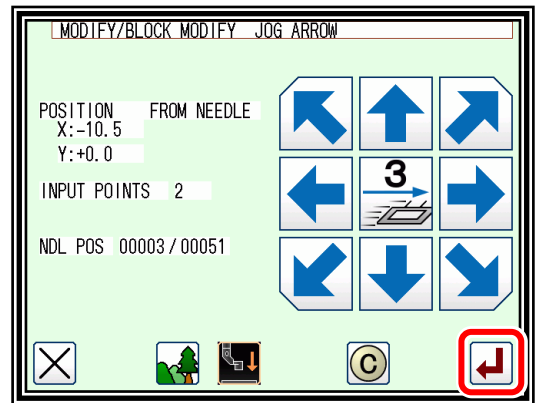 MODIFY/BLOCK MODIFY JOG ARROW
POSITION FROM NEEDLE
X:-10.5
Y:+0.0
3
INPUT POINTS 2
NDL POS 00003/00051
C